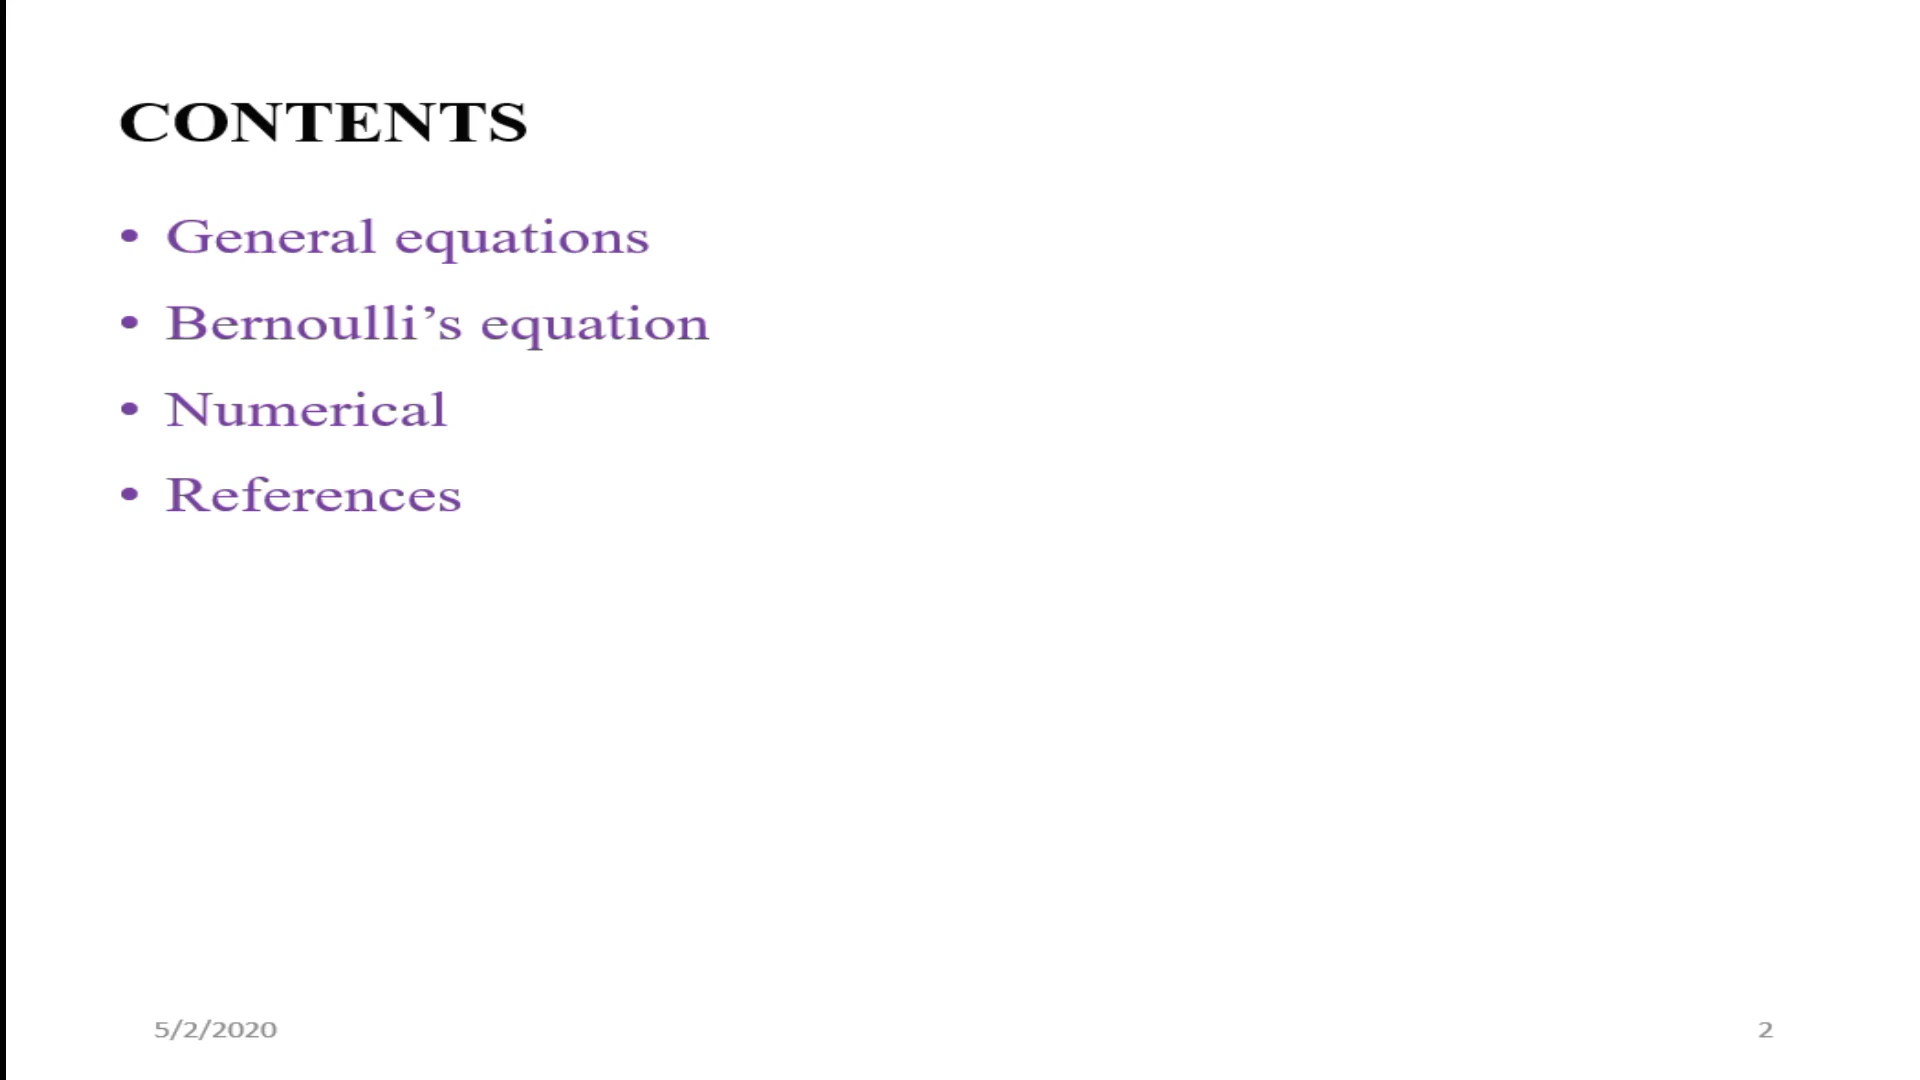 CONTENTS
• General equations
• Bernoulli’s equation
• Numerical
• References
5/2/2020
2